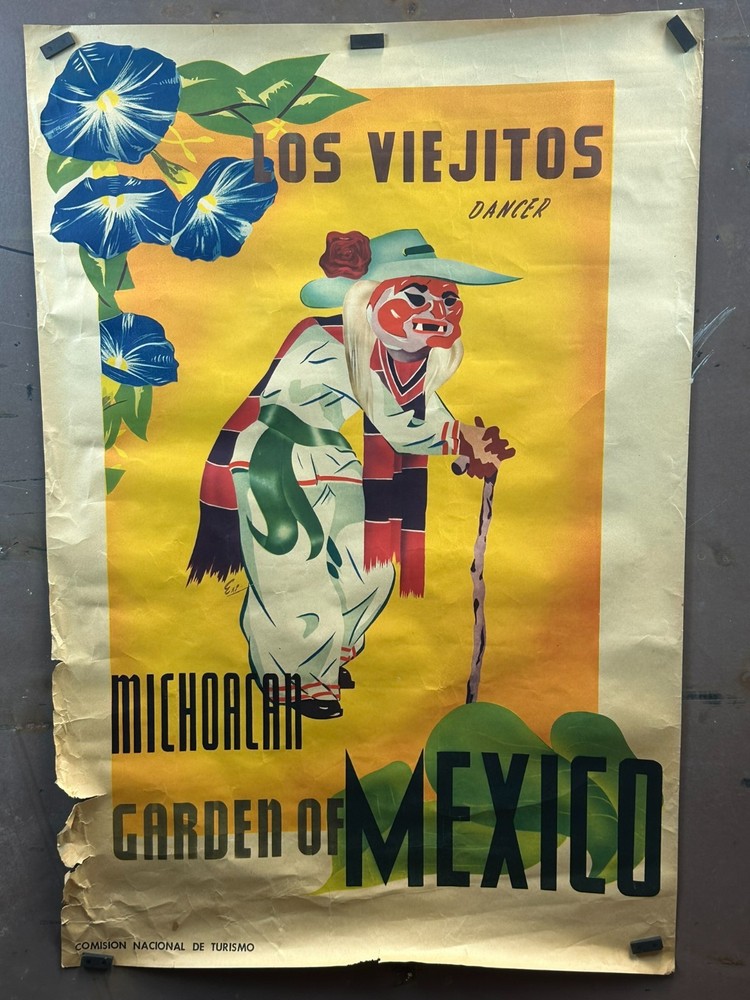 LOS VIEJITOS
DANCER
MICHOACAN
GARDEN OF MEXICO
COMISION NACIONAL DE TURISMO